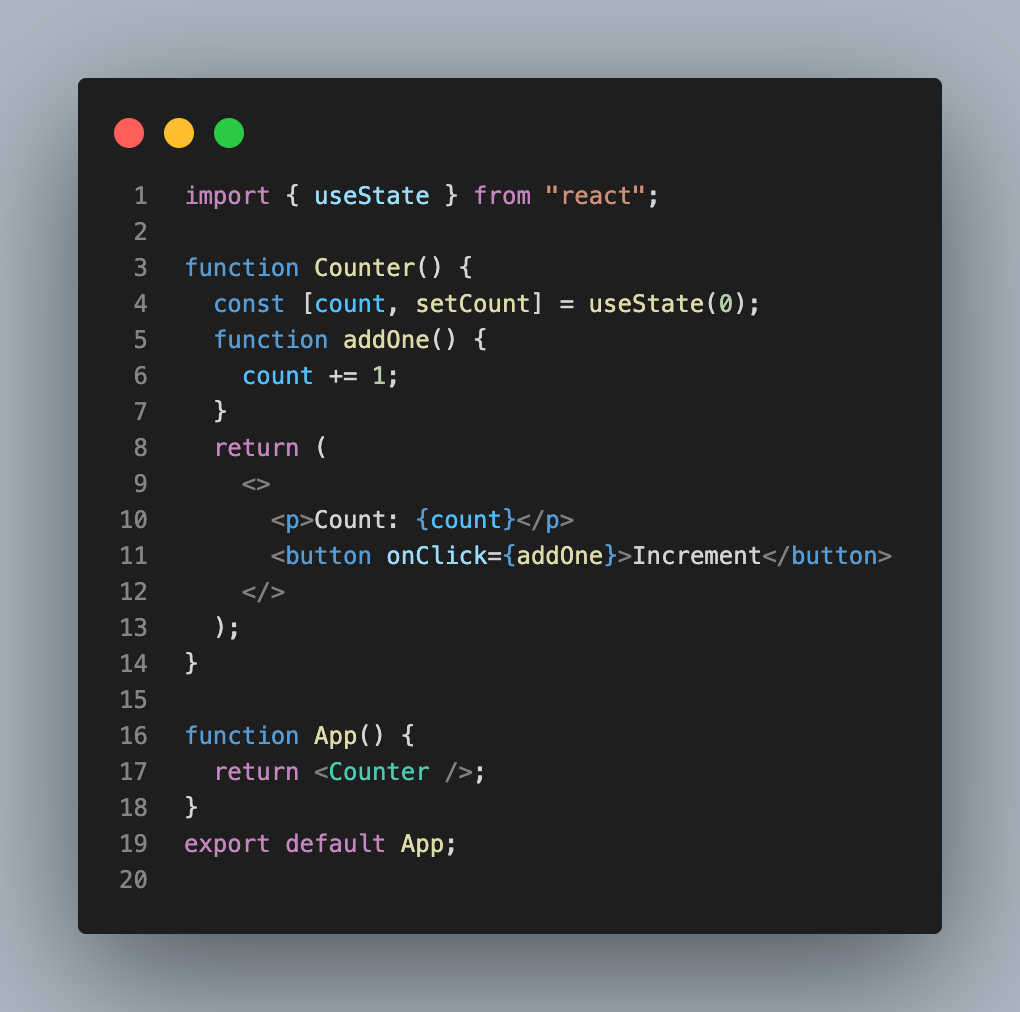 1 import { useState } from "react";
2
3 function Counter() {
4   const [count, setCount] = useState(0);
5   function addOne() {
6     count += 1;
7   }
8   return (
9     <>
10       <p>Count: {count}</p>
11       <button onClick={addOne}>Increment</button>
12     </>
13   );
14 }
15
16 function App() {
17   return <Counter />;
18 }
19 export default App;
20